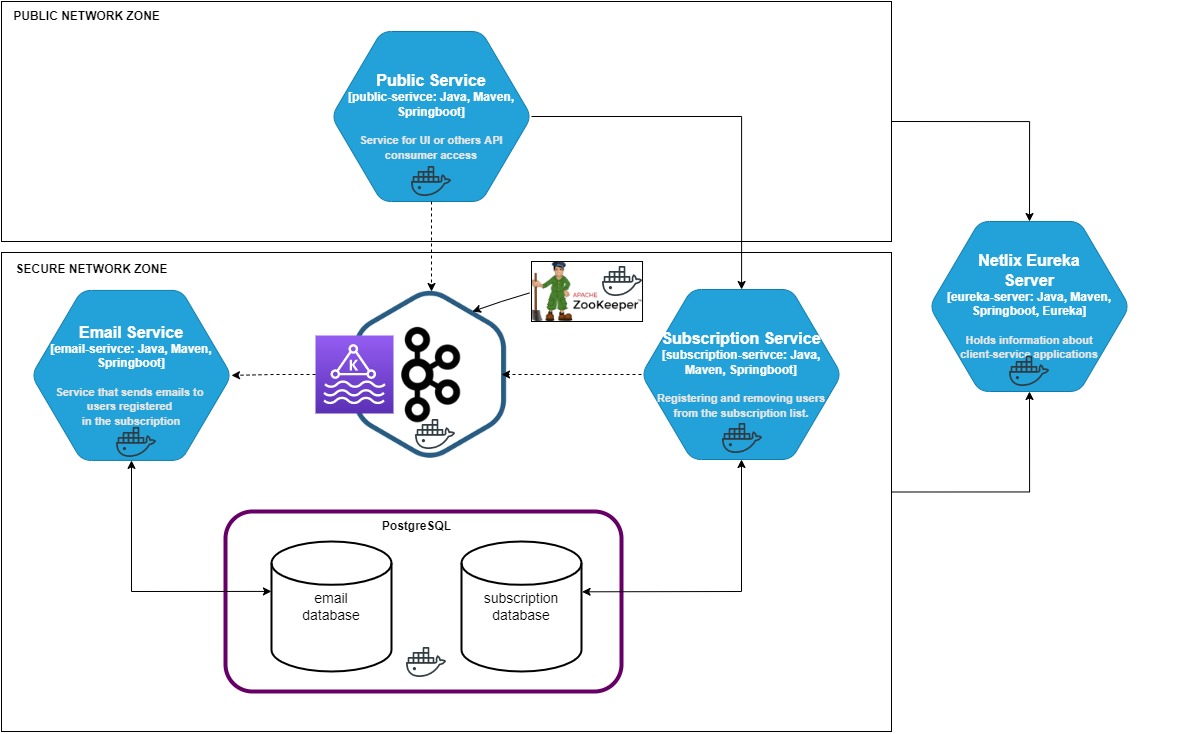 PUBLIC NETWORK ZONE
Public Service
[public-serivce: Java, Maven,
Springboot]
Service for UI or others API
consumer access
SECURE NETWORK ZONE
Email Service
[email-serivce: Java, Maven,
Springboot]
Service that sends emails to
users registered
in the subscription
K
APACHE
ZooKeeper™
Subscription Service
[subscription-serivce: Java,
Maven, Springboot]
Registering and removing users
from the subscription list.
Netlix Eureka
Server
[eureka-server: Java, Maven,
Springboot, Eureka]
Holds information about
client-service applications
PostgreSQL
email
database
subscription
database